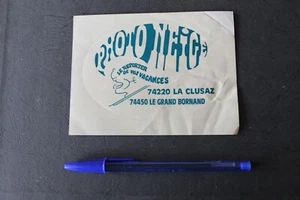 PHOTO NEIGE
LE REPORTER
DE VOS VACANCES
74220 LA CLUSAZ
74450 LE GRAND BORNAND